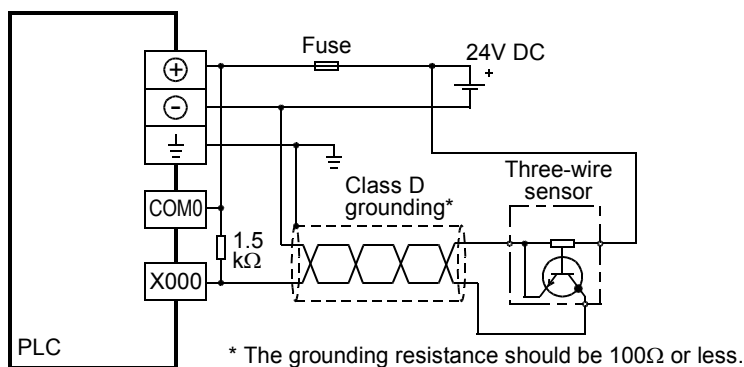 Fuse
24V DC
+
+
-
COM0
Class D
grounding*
Three-wire
sensor
1.5
kΩ
X000
PLC
* The grounding resistance should be 100Ω or less.